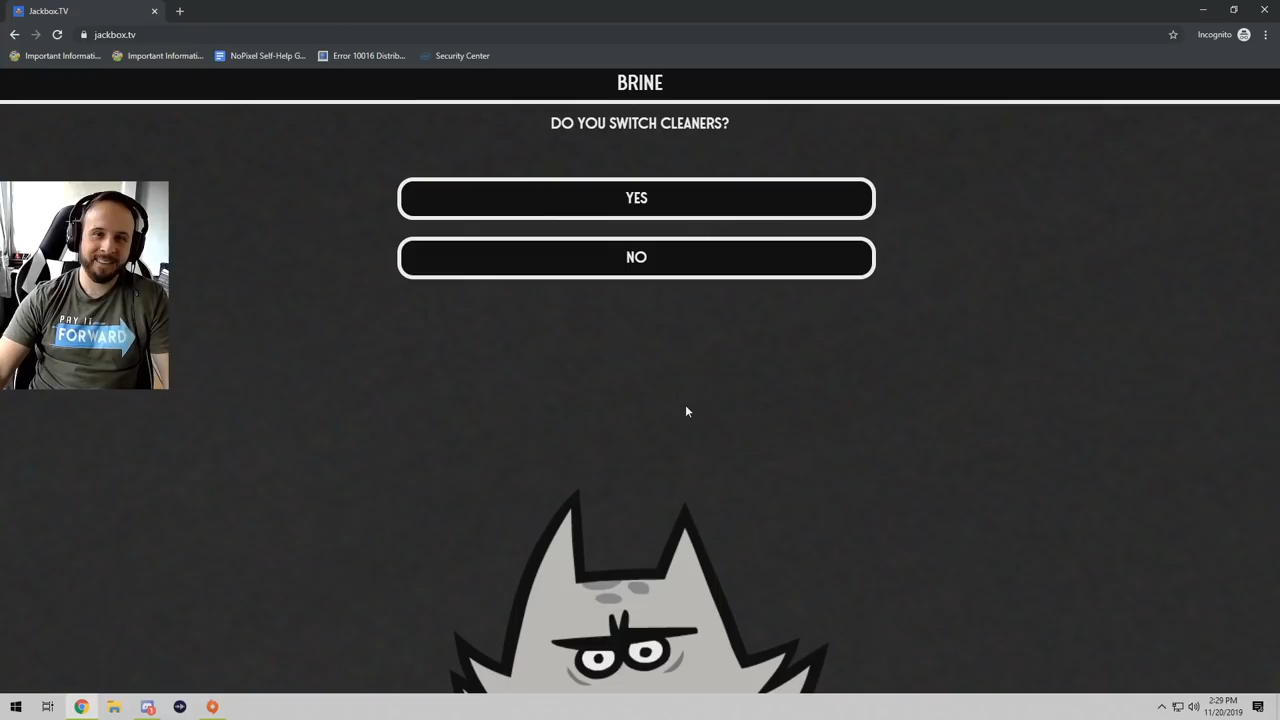 Jackbox.TV
jackbox.tv
Incognito
Important Informati...
Important Informati...
NoPixel Self-Help G...
Error 10016 Distrib...
Security Center
BRINE
DO YOU SWITCH CLEANERS?
YES
NO
PAY IT
FORWARD
2:29 PM
11/20/2019